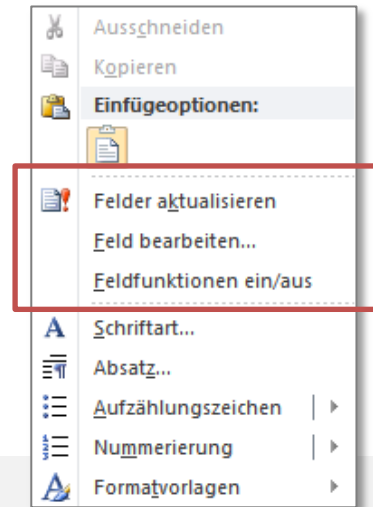 Ausschneiden
Kopieren
Einfügeoptionen:
Felder aktualisieren
Feld bearbeiten...
Feldfunktionen ein/aus
Schriftart...
Absatz...
Aufzählungszeichen
Nummerierung
Formatvorlagen